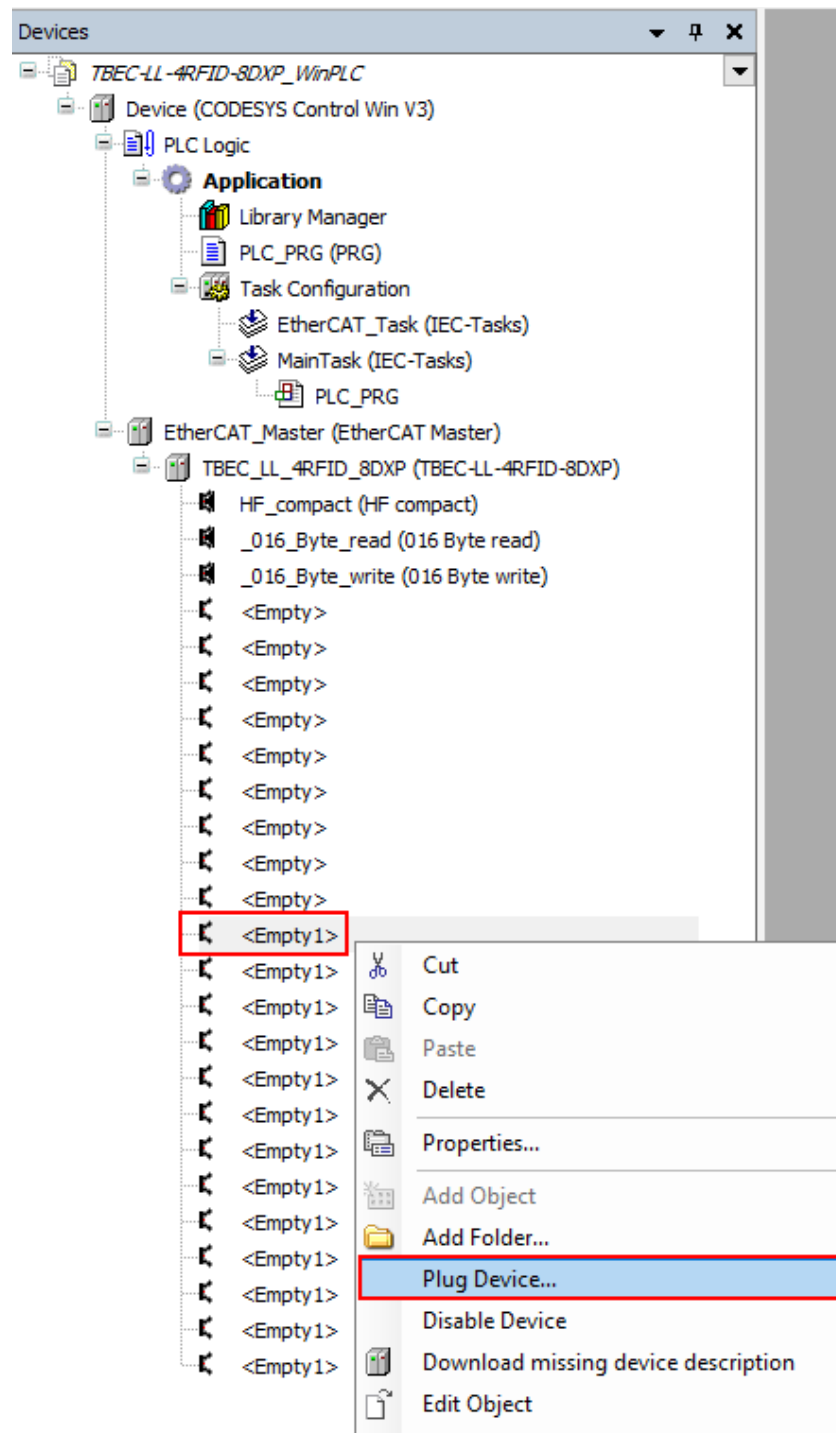 Devices
TBEC-LL-4RFID-8DXP_WinPLC
Device (CODESYS Control Win V3)
PLC Logic
Application
Library Manager
PLC_PRG (PRG)
Task Configuration
EtherCAT_Task (IEC-Tasks)
MainTask (IEC-Tasks)
PLC_PRG
EtherCAT_Master (EtherCAT Master)
TBEC_LL_4RFID_8DXP (TBEC-LL-4RFID-8DXP)
HF_compact (HF compact)
_016_Byte_read (016 Byte read)
_016_Byte_write (016 Byte write)
<Empty>
<Empty>
<Empty>
<Empty>
<Empty>
<Empty>
<Empty>
<Empty>
<Empty>
<Empty1>
<Empty1>
<Empty1>
<Empty1>
<Empty1>
<Empty1>
<Empty1>
<Empty1>
<Empty1>
<Empty1>
<Empty1>
<Empty1>
<Empty1>
Cut
Copy
Paste
Delete
Properties...
Add Object
Add Folder...
Plug Device...
Disable Device
Download missing device description
Edit Object